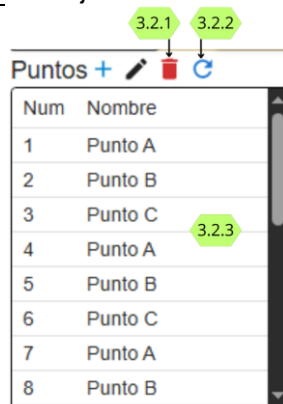 3.2.1 3.2.2
Puntos
Num Nombre
1 Punto A
2 Punto B
3 Punto C
3.2.3
4 Punto A
5 Punto B
6 Punto C
7 Punto A
8 Punto B